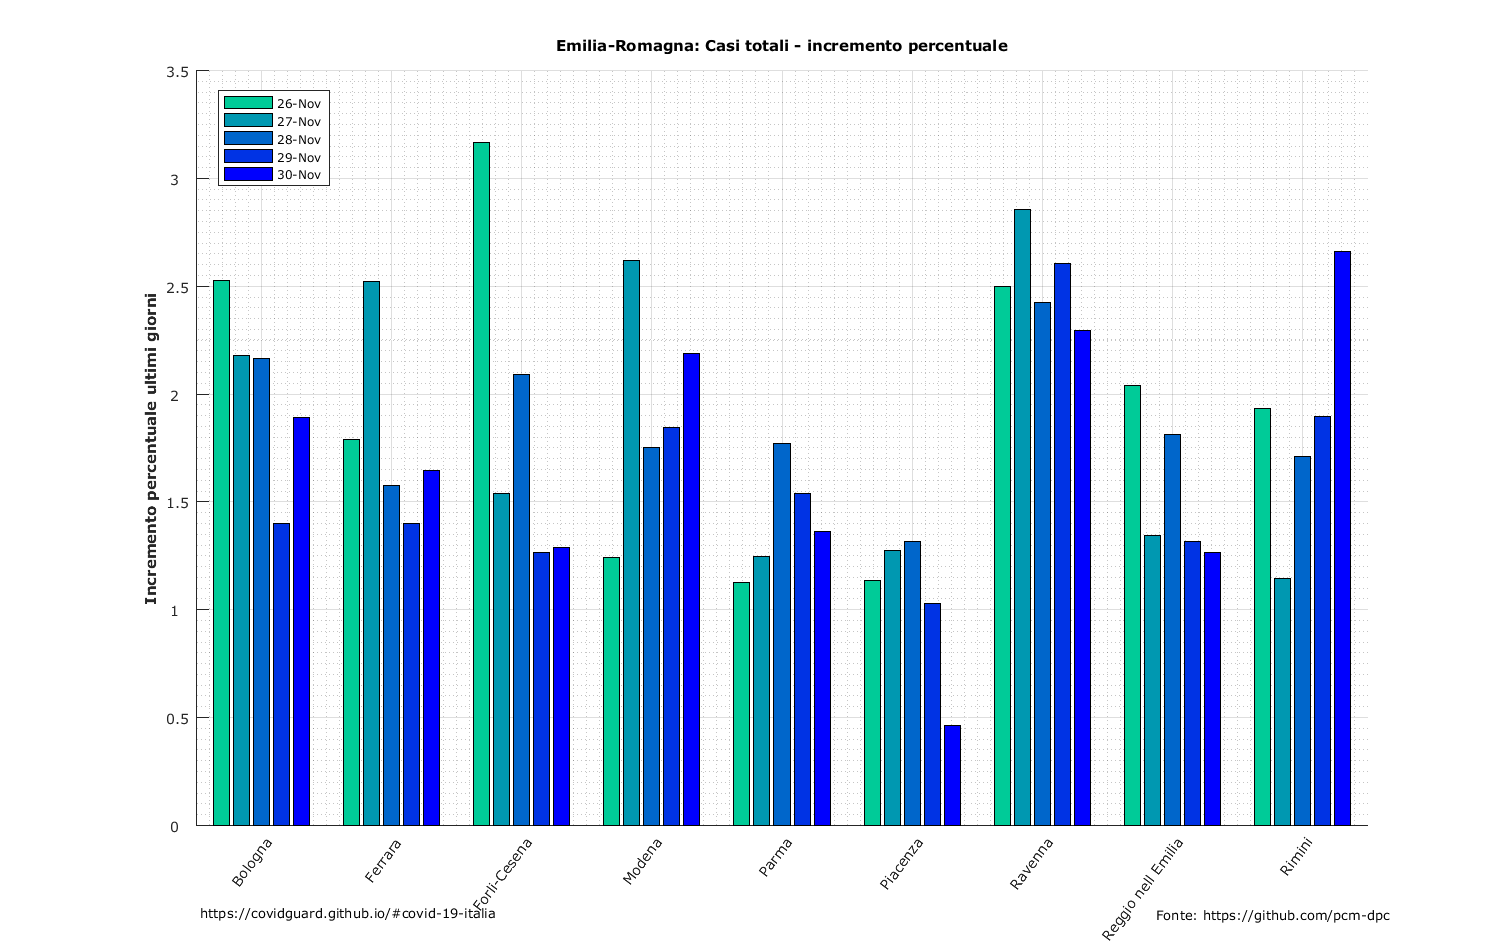 Emilia-Romagna: Casi totali - incremento percentuale
3.5
3
2.5
2
1.5
1
0.5
0
26-Nov
27-Nov
28-Nov
29-Nov
30-Nov
Incremento percentuale ultimi giorni
Bologna
Ferrara
Forlì-Cesena
Modena
Parma
Piacenza
Ravenna
Reggio nell Emilia
Rimini
https://covidguard.github.io/#covid-19-italia
Fonte: https://github.com/pcm-dpc